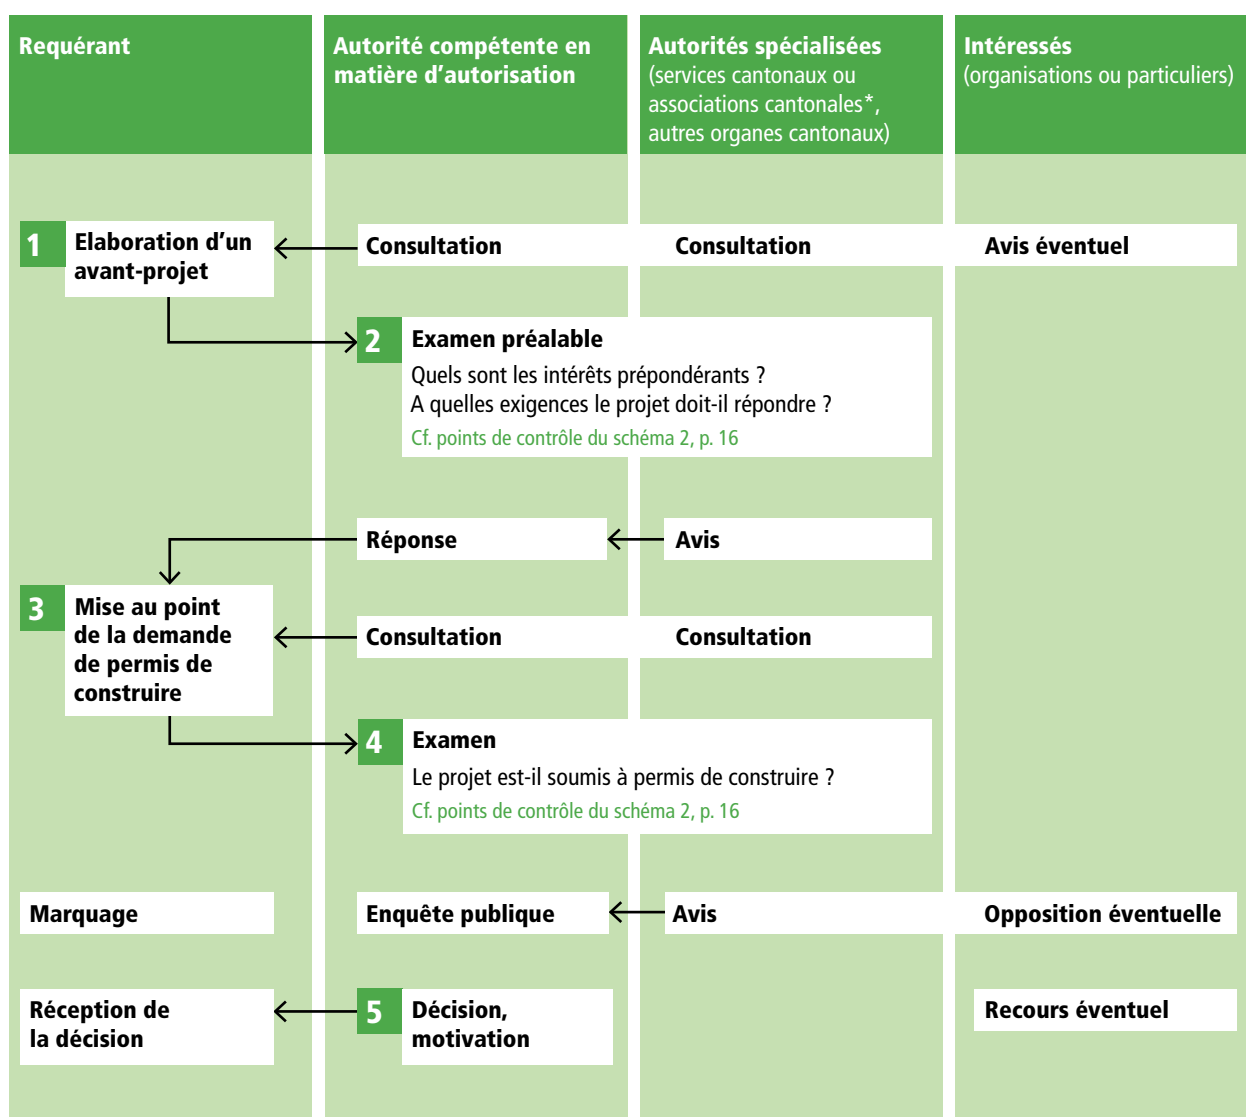 Requérant
Autorité compétente en
matière d’autorisation
Autorités spécialisées
(services cantonaux ou
associations cantonales*,
autres organes cantonaux)
Intéressés
(organisations ou particuliers)
1
Elaboration d’un
avant-projet
Consultation
Consultation
Avis éventuel
2
Examen préalable
Quels sont les intérêts prépondérants ?
A quelles exigences le projet doit-il répondre ?
Cf. points de contrôle du schéma 2, p. 16
Réponse
Avis
3
Mise au point
de la demande
de permis de
construire
Consultation
Consultation
4
Examen
Le projet est-il soumis à permis de construire ?
Cf. points de contrôle du schéma 2, p. 16
Marquage
Enquête publique
Avis
Opposition éventuelle
Réception de
la décision
5
Décision,
motivation
Recours éventuel